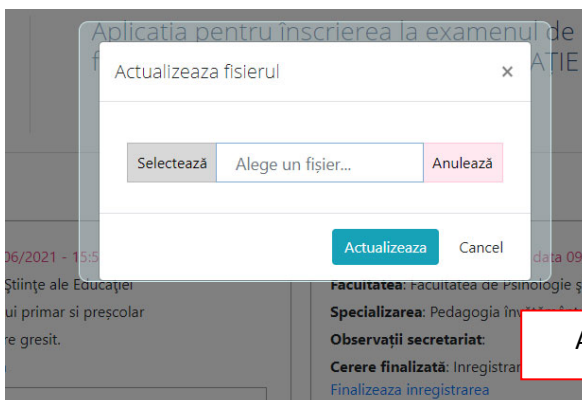 Aplicatia pentru înscrierea la examenul de
AȚIE
Actualizeaza fisierul ×
Selectează Alege un fișier... Anulează
Actualizeaza Cancel
06/2021 - 15:5
data 09
Științe ale Educației
Facultatea: Facultatea de Psihologie ș
ui primar si preșcolar
Specializarea: Pedagogia
re gresit.
Observații secretariat:
Cerere finalizată: Inregistrar
Finalizeaza inregistrarea
A